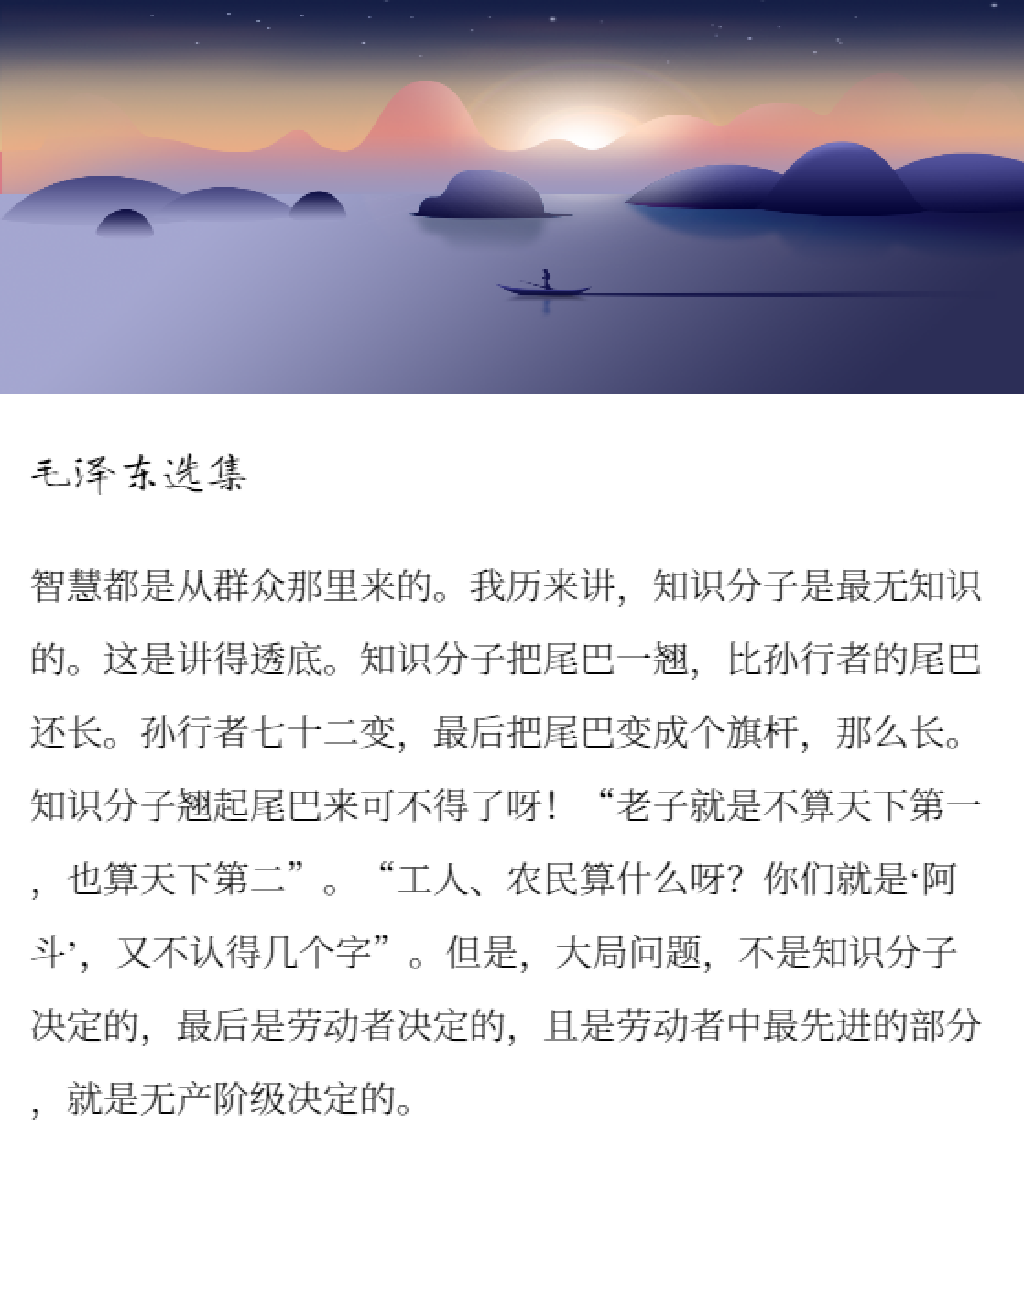 毛泽东选集
智慧都是从群众那里来的。我历来讲，知识分子是最无知识
的。这是讲得透底。知识分子把尾巴一翘，比孙行者的尾巴
还长。孙行者七十二变，最后把尾巴变成个旗杆，那么长。
知识分子翘起尾巴来可不得了呀！“老子就是不算天下第一
，也算天下第二”。“工人、农民算什么呀？你们就是‘阿
斗’，又不认得几个字”。但是，大局问题，不是知识分子
决定的，最后是劳动者决定的，且是劳动者中最先进的部分
，就是无产阶级决定的。